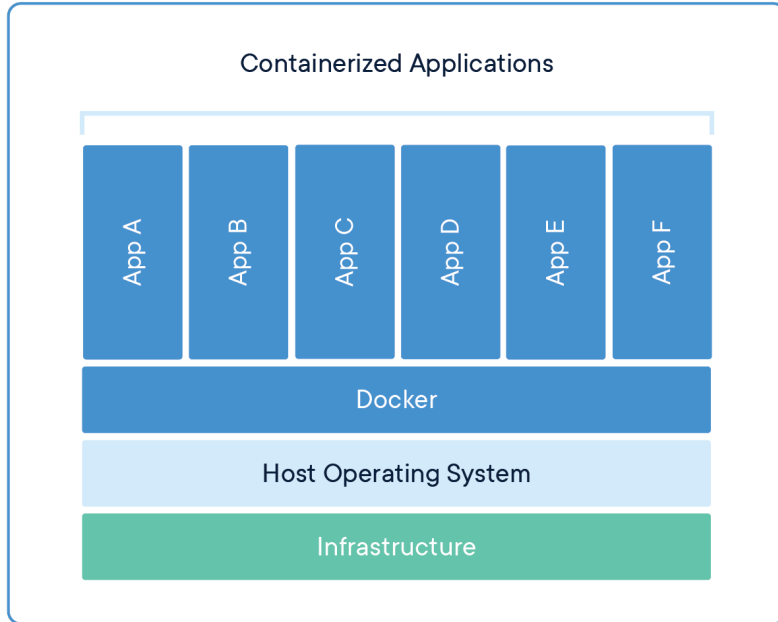 Containerized Applications
App A
App B
App C
App D
App E
App F
Docker
Host Operating System
Infrastructure